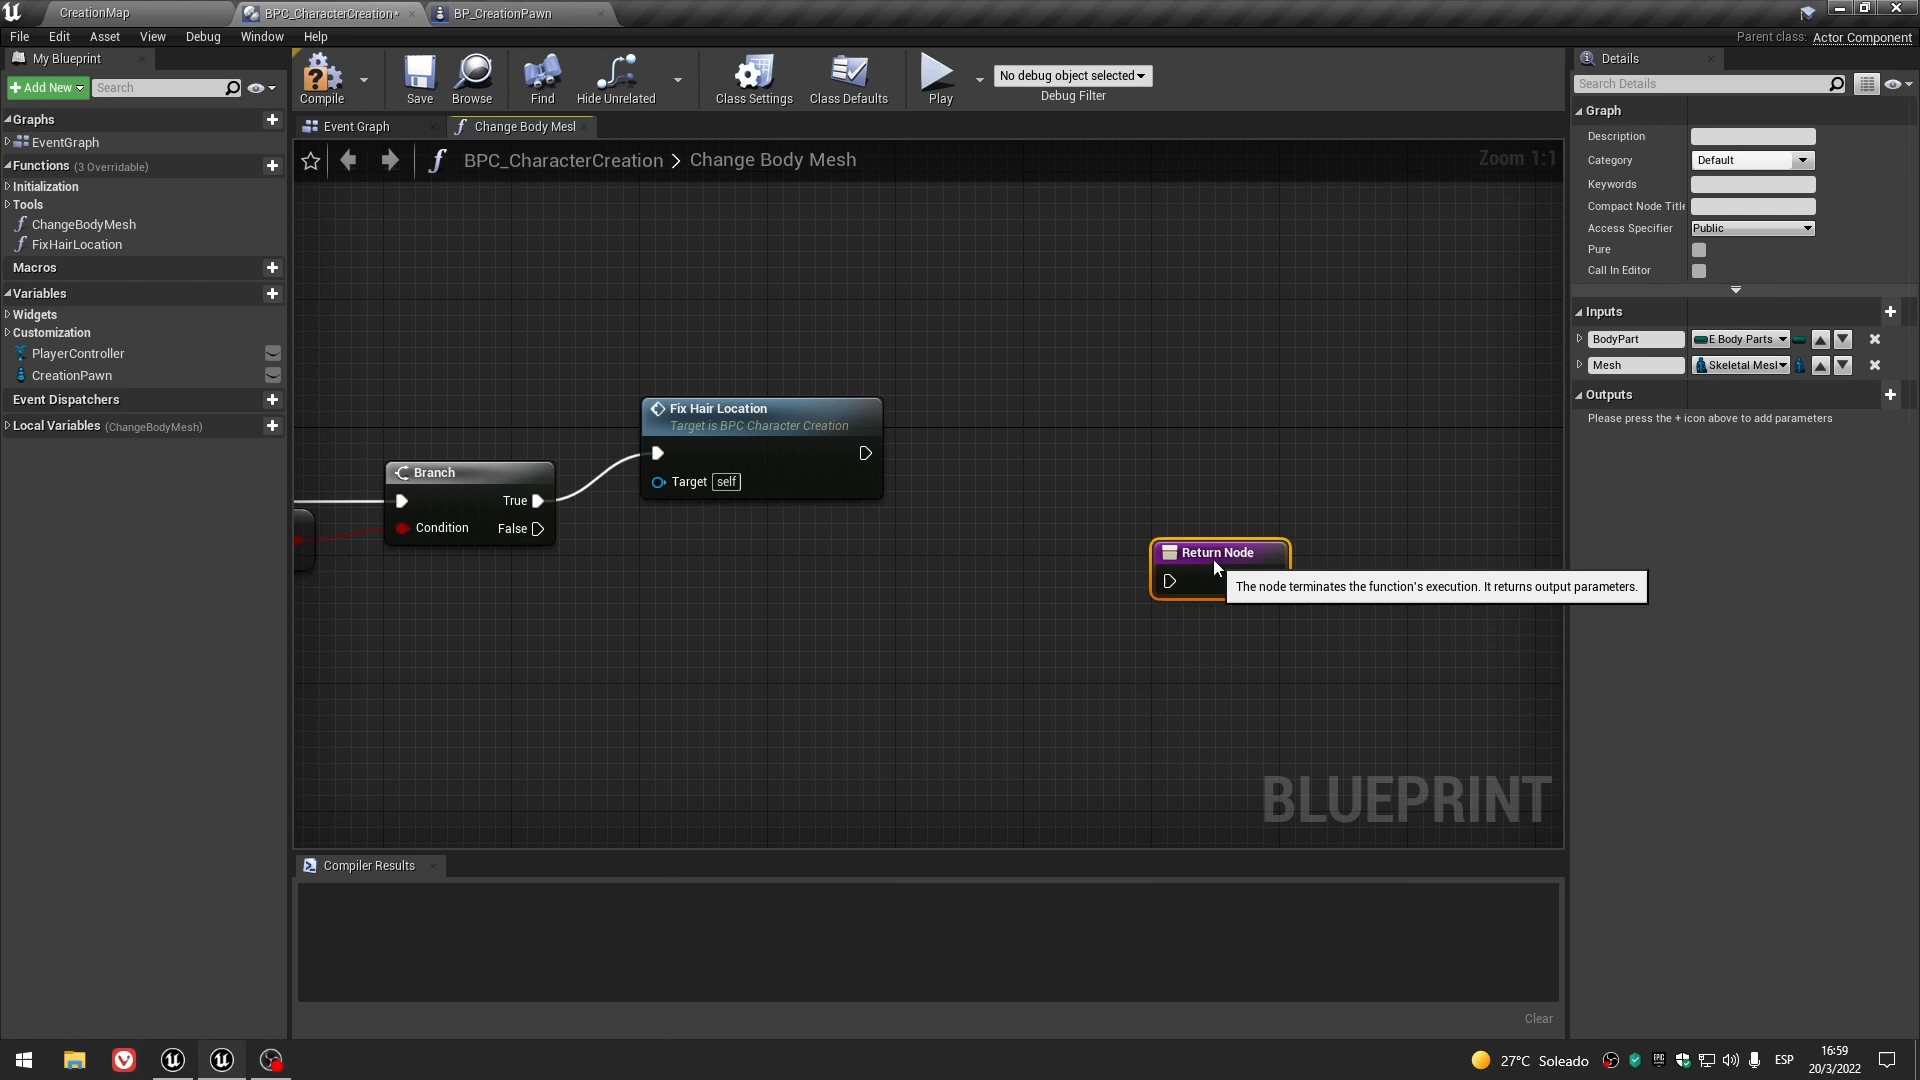 CreationMap
BPC_CharacterCreation*
BP_CreationPawn
File Edit Asset View Debug Window Help
Parent class: Actor Component
My Blueprint
Add New
Search
Compile
Save
Browse
Find
Hide Unrelated
Class Settings
Class Defaults
Play
No debug object selected
Debug Filter
Details
Search Details
Graphs
EventGraph
Functions (3 Overridable)
Initialization
Tools
ChangeBodyMesh
FixHairLocation
Macros
Variables
Widgets
Customization
PlayerController
CreationPawn
Event Dispatchers
Local Variables (ChangeBodyMesh)
Event Graph
Change Body Mesl
BPC_CharacterCreation > Change Body Mesh
Zoom 1:1
Branch
True
Condition
False
Fix Hair Location
Target is BPC Character Creation
Target self
Return Node
The node terminates the function's execution. It returns output parameters.
BLUEPRINT
Compiler Results
Clear
Graph
Description
Category Default
Keywords
Compact Node Title
Access Specifier Public
Pure
Call In Editor
Inputs
BodyPart E Body Parts
Mesh Skeletal Mesl
Outputs
Please press the + icon above to add parameters
27°C Soleado
ESP
16:59
20/3/2022